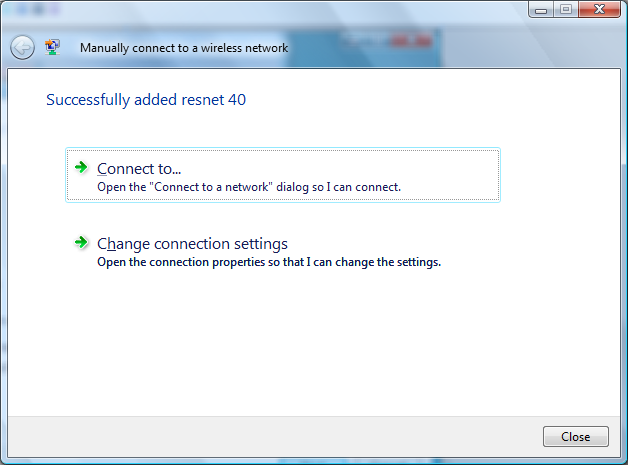 Manually connect to a wireless network
Successfully added resnet 40
Connect to...
Open the "Connect to a network" dialog so I can connect.
Change connection settings
Open the connection properties so that I can change the settings.
Close